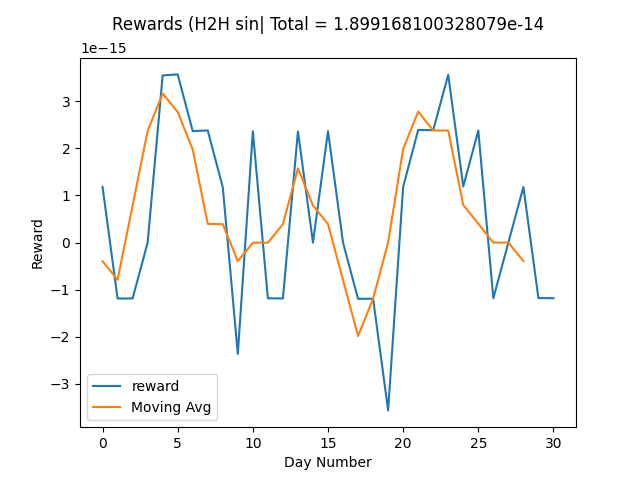 Rewards (H2H sin| Total = 1.899168100328079e-14
1e−15
3
2
1
0
−1
−2
−3
Reward
reward
Moving Avg
0 5 10 15 20 25 30
Day Number